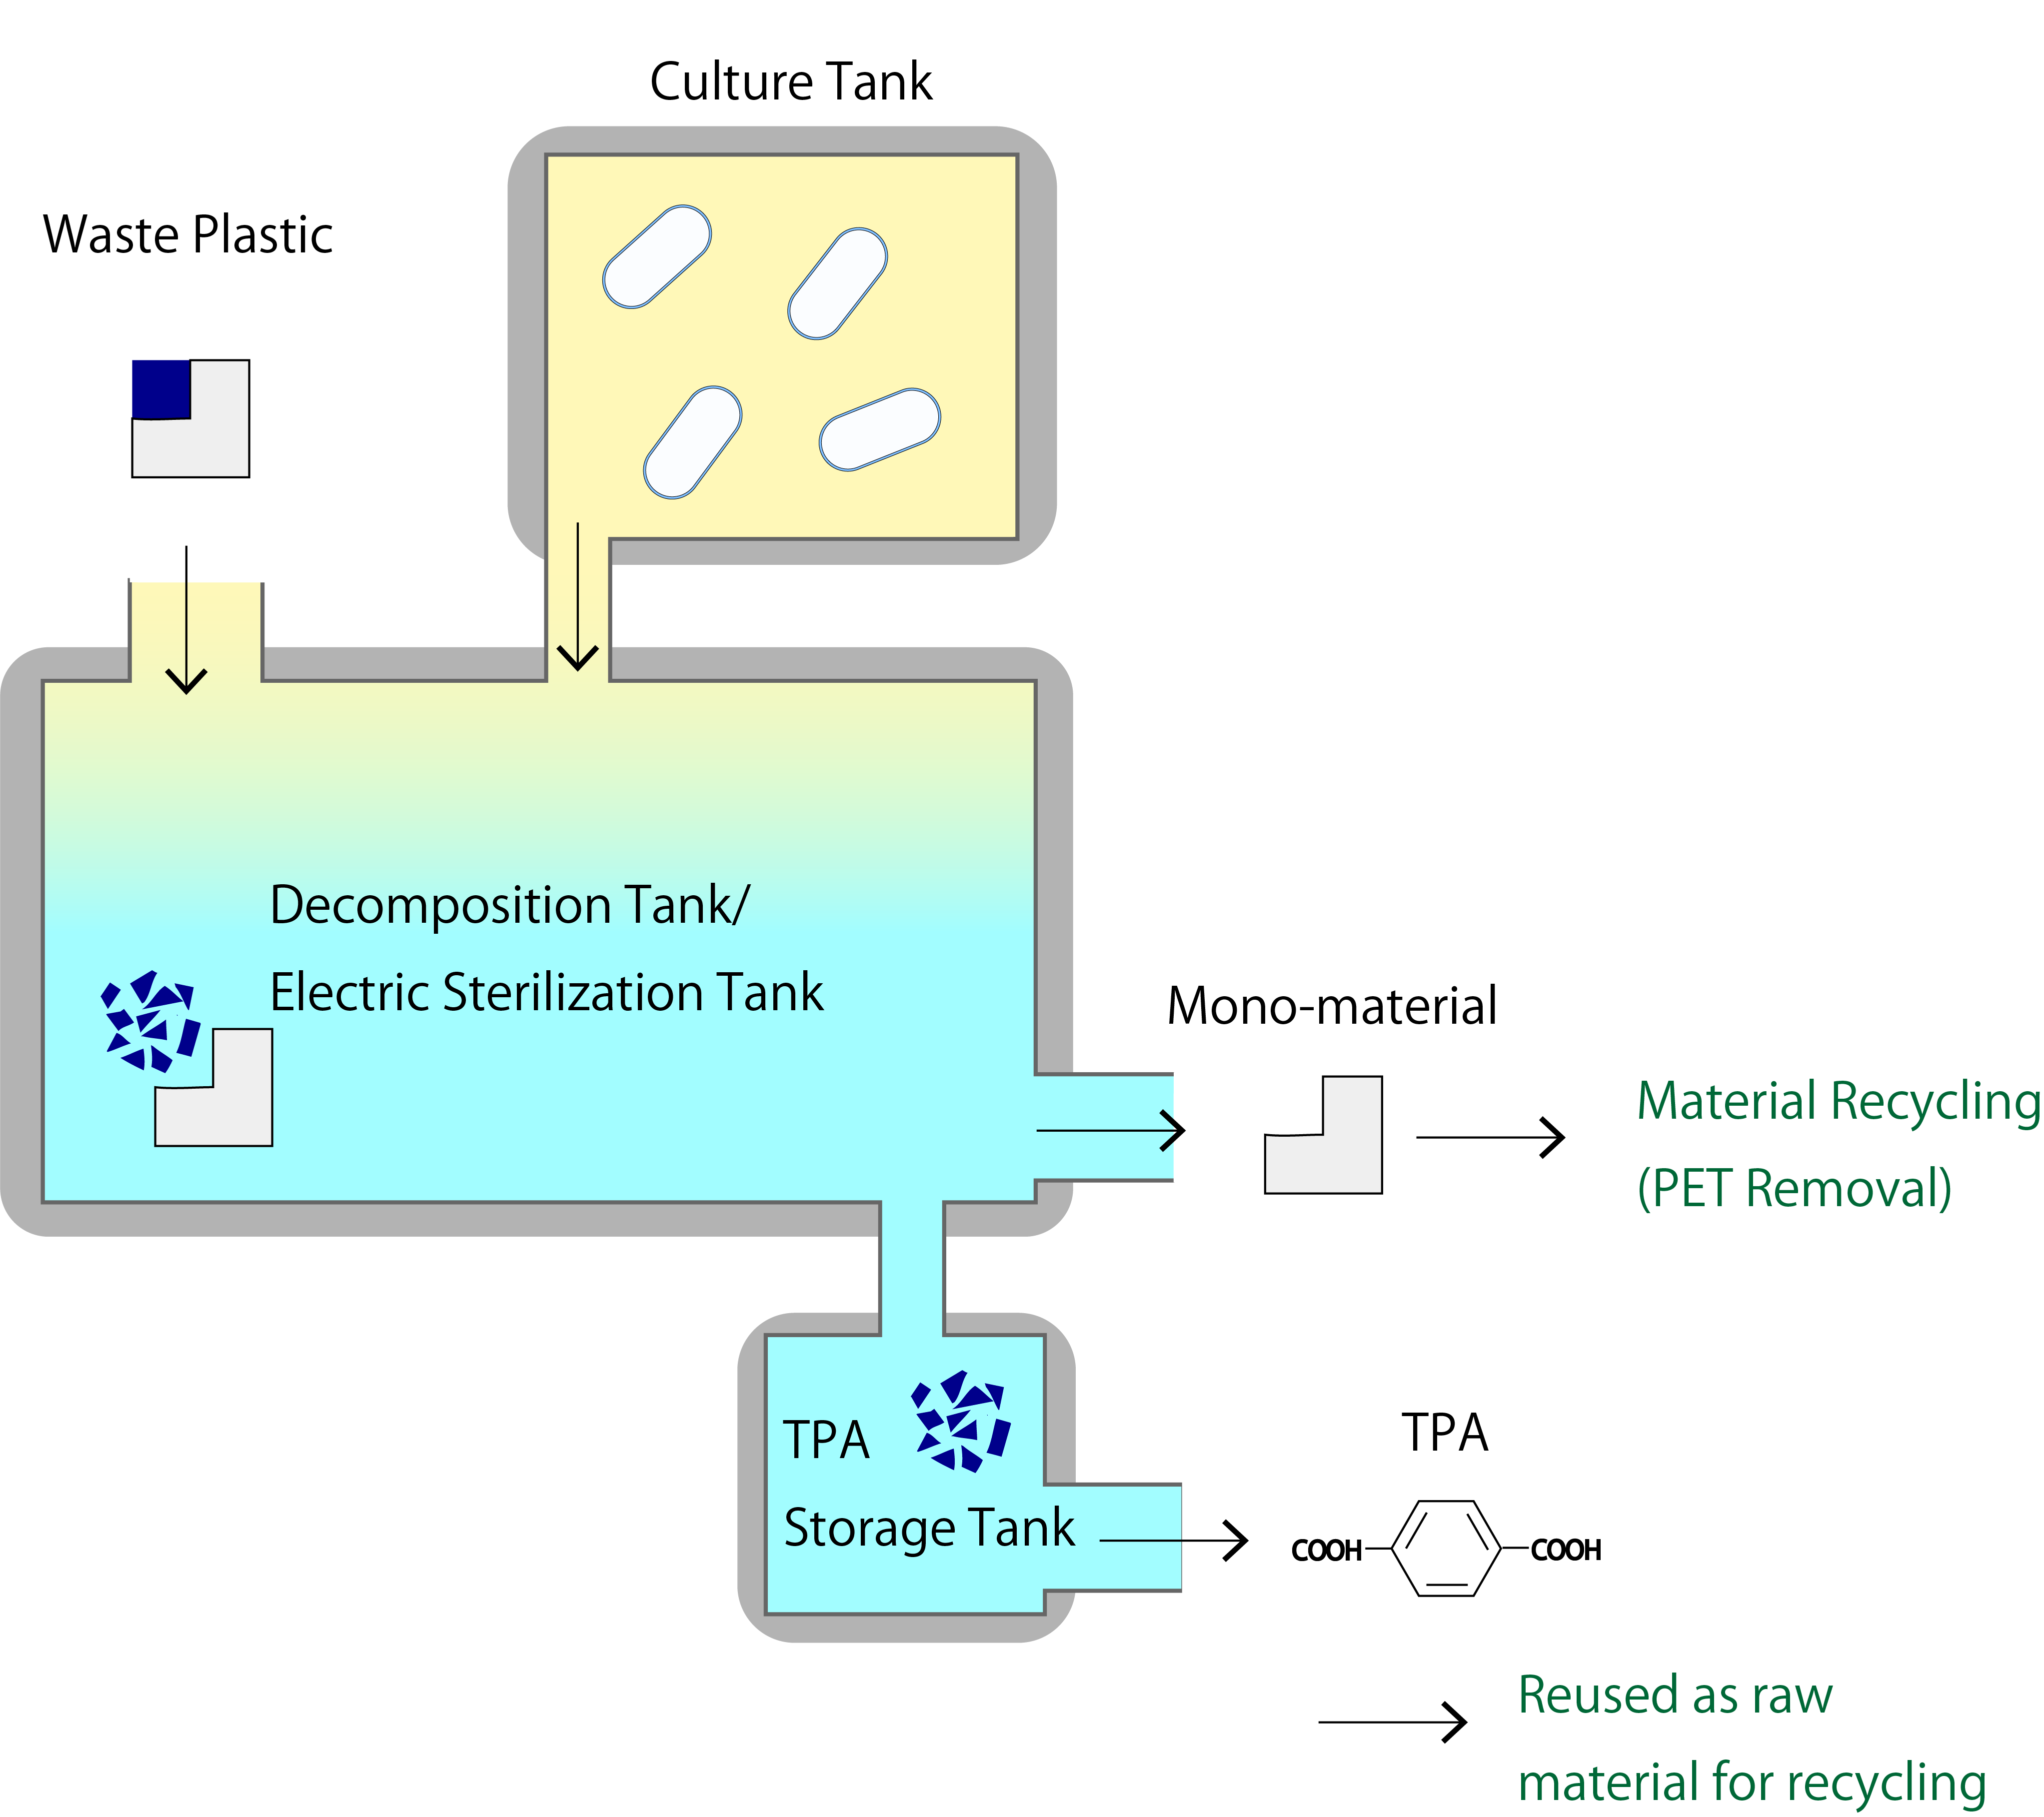 Culture Tank
Waste Plastic
Decomposition Tank/
Electric Sterilization Tank
Mono-material
Material Recycling
(PET Removal)
TPA
Storage Tank
TPA
COOH
COOH
Reused as raw
material for recycling